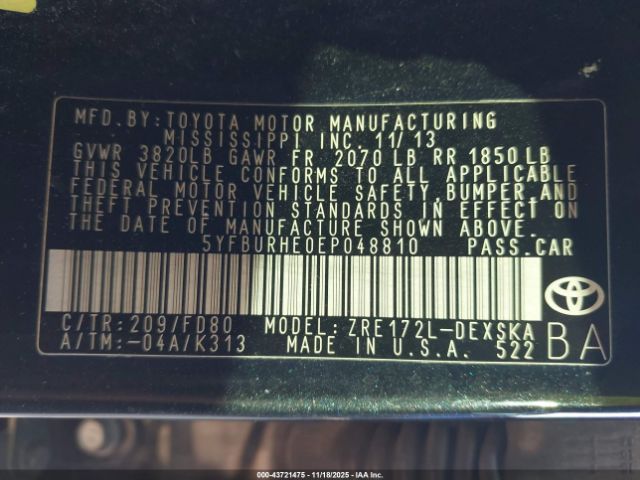 MFD. BY: TOYOTA MOTOR MANUFACTURING
MISSISSIPPI INC. 11/13
GVWR 3820LB GAWR FR 2070 LB RR 1850 LB
THIS VEHICLE CONFORMS TO ALL APPLICABLE
FEDERAL MOTOR VEHICLE SAFETY, BUMPER, AND
THEFT PREVENTION STANDARDS IN EFFECT ON
THE DATE OF MANUFACTURE SHOWN ABOVE.
5YFBURHE0EP048810 PASS. CAR
C/TR: 209/FD80 MODEL: ZRE172L-DEXSKA
A/TM: -04A/K313 MADE IN U.S.A. 522
BA
00-43721475 - 11/18/2025 - IAA Inc.